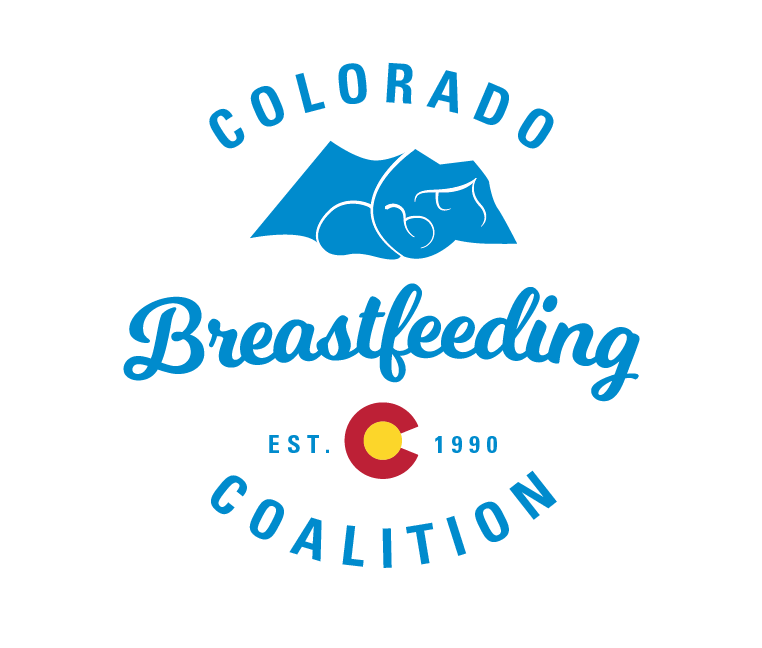 COLORADO
Breastfeeding
EST. 1990
COALITION